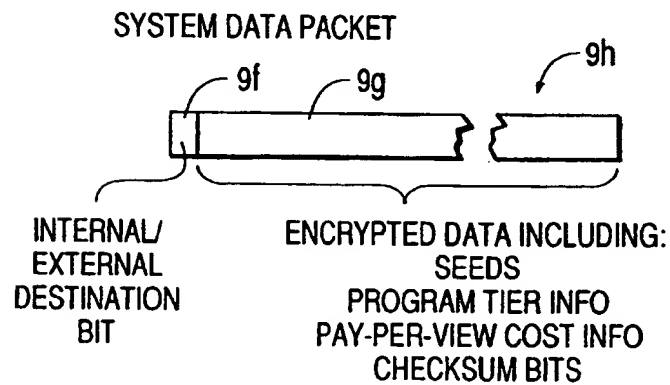 SYSTEM DATA PACKET
9f
9g
9h
INTERNAL/
EXTERNAL
DESTINATION
BIT
ENCRYPTED DATA INCLUDING:
SEEDS
PROGRAM TIER INFO
PAY-PER-VIEW COST INFO
CHECKSUM BITS